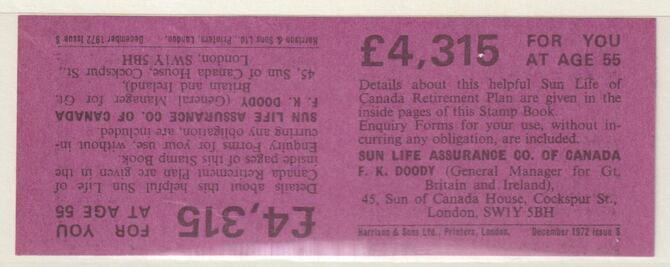 £4,315 FOR YOU
AT AGE 55
Details about this helpful Sun Life of
Canada Retirement Plan are given in the
inside pages of this Stamp Book.
Enquiry Forms for your use, without in-
curring any obligation, are included.
SUN LIFE ASSURANCE CO. OF CANADA
F. K. DOODY (General Manager for Gt.
Britain and Ireland),
45, Sun of Canada House, Cockspur St.,
London, SW1Y 5BH
Harrison & Sons Ltd., Printers, London. December 1972 Issue S
£4,315 FOR YOU
AT AGE 55
Details about this helpful Sun Life of
Canada Retirement Plan are given in the
inside pages of this Stamp Book.
Enquiry Forms for your use, without in-
curring any obligation, are included.
SUN LIFE ASSURANCE CO. OF CANADA
F. K. DOODY (General Manager for Gt.
Britain and Ireland),
45, Sun of Canada House, Cockspur St.,
London, SW1Y 5BH
Harrison & Sons Ltd., Printers, London. December 1972 Issue S